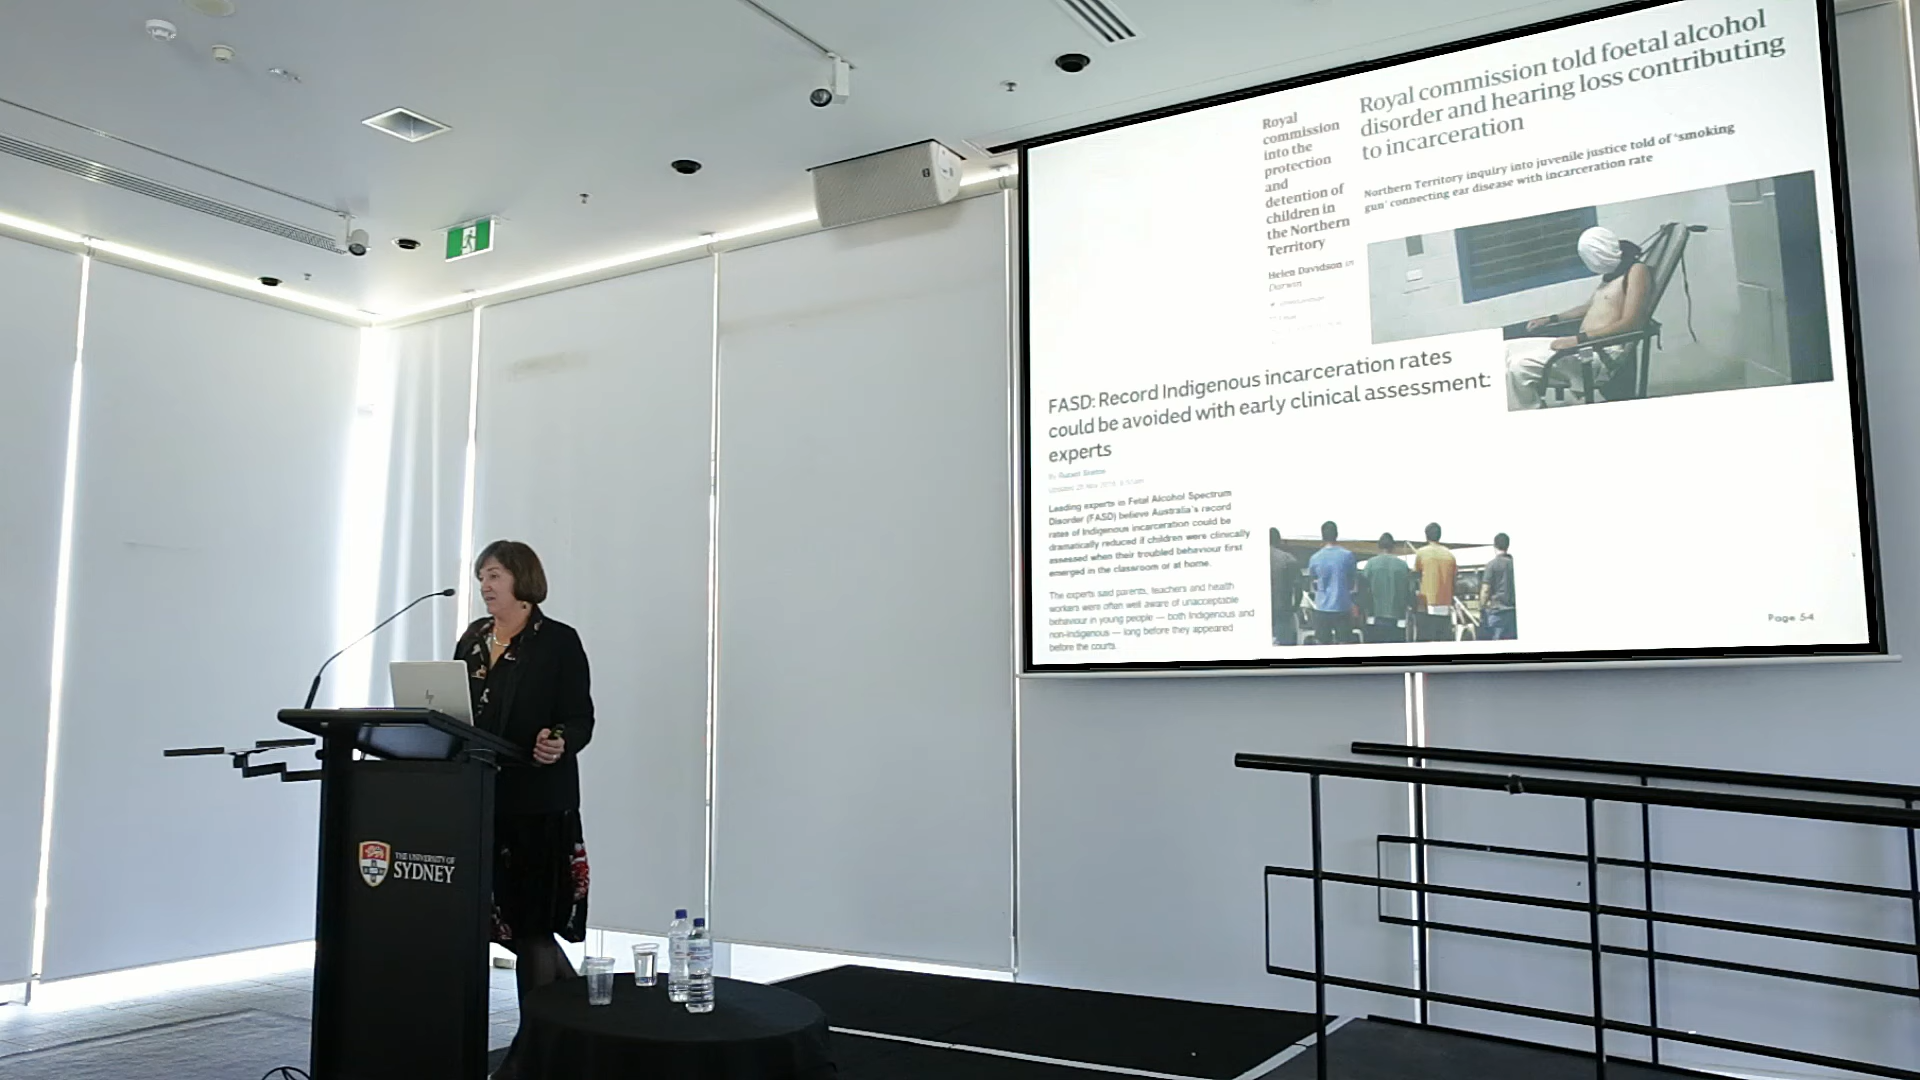 Royal commission told foetal alcohol
disorder and hearing loss contributing
to incarceration
Royal
commission
into the
protection
and
detention of
children in
the Northern
Territory
Northern Territory inquiry into juvenile justice told of ‘smoking
gun’ connecting ear disease with incarceration rate
Helen Davidson in
Darwin
FASD: Record Indigenous incarceration rates
could be avoided with early clinical assessment:
experts
Leading experts in Fetal Alcohol Spectrum
Disorder (FASD) believe Australia's record
rates of Indigenous incarceration could be
dramatically reduced if children were clinically
assessed when their troubled behaviour first
emerged in the classroom or at home.
The experts said parents, teachers and health
workers were often well aware of unacceptable
behaviour in young people — both Indigenous and
non-Indigenous — long before they appeared
before the courts.
Page 54
hp
THE UNIVERSITY OF
SYDNEY